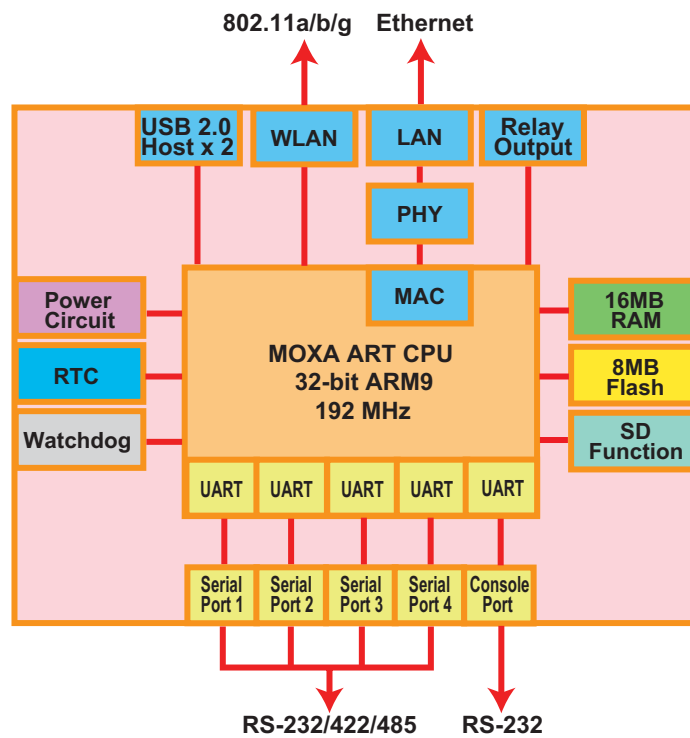 802.11a/b/g Ethernet
USB 2.0
Host x 2
WLAN
LAN
Relay
Output
PHY
MAC
Power
Circuit
RTC
Watchdog
MOXA ART CPU
32-bit ARM9
192 MHz
16MB
RAM
8MB
Flash
SD
Function
UART UART UART UART UART
Serial
Port 1
Serial
Port 2
Serial
Port 3
Serial
Port 4
Console
Port
RS-232/422/485 RS-232